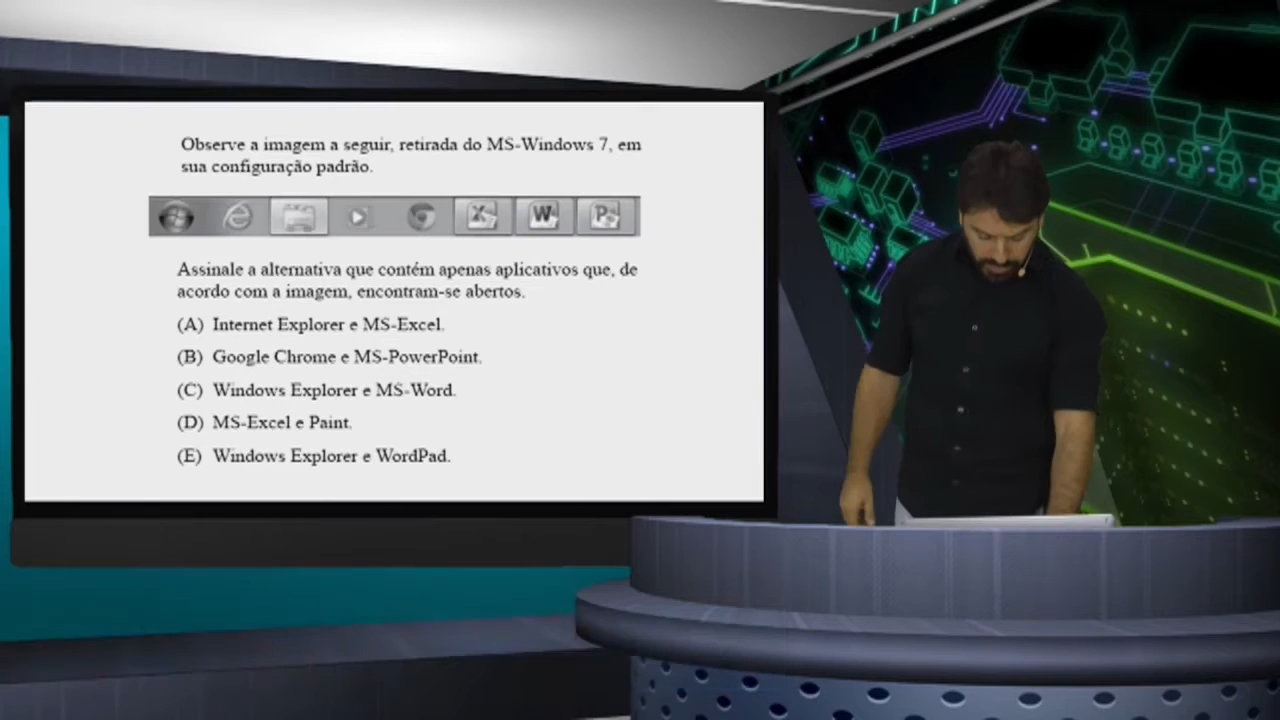 Observe a imagem a seguir, retirada do MS-Windows 7, em
sua configuração padrão.
X W P
Assinale a alternativa que contém apenas aplicativos que, de
acordo com a imagem, encontram-se abertos.
(A) Internet Explorer e MS-Excel.
(B) Google Chrome e MS-PowerPoint.
(C) Windows Explorer e MS-Word.
(D) MS-Excel e Paint.
(E) Windows Explorer e WordPad.